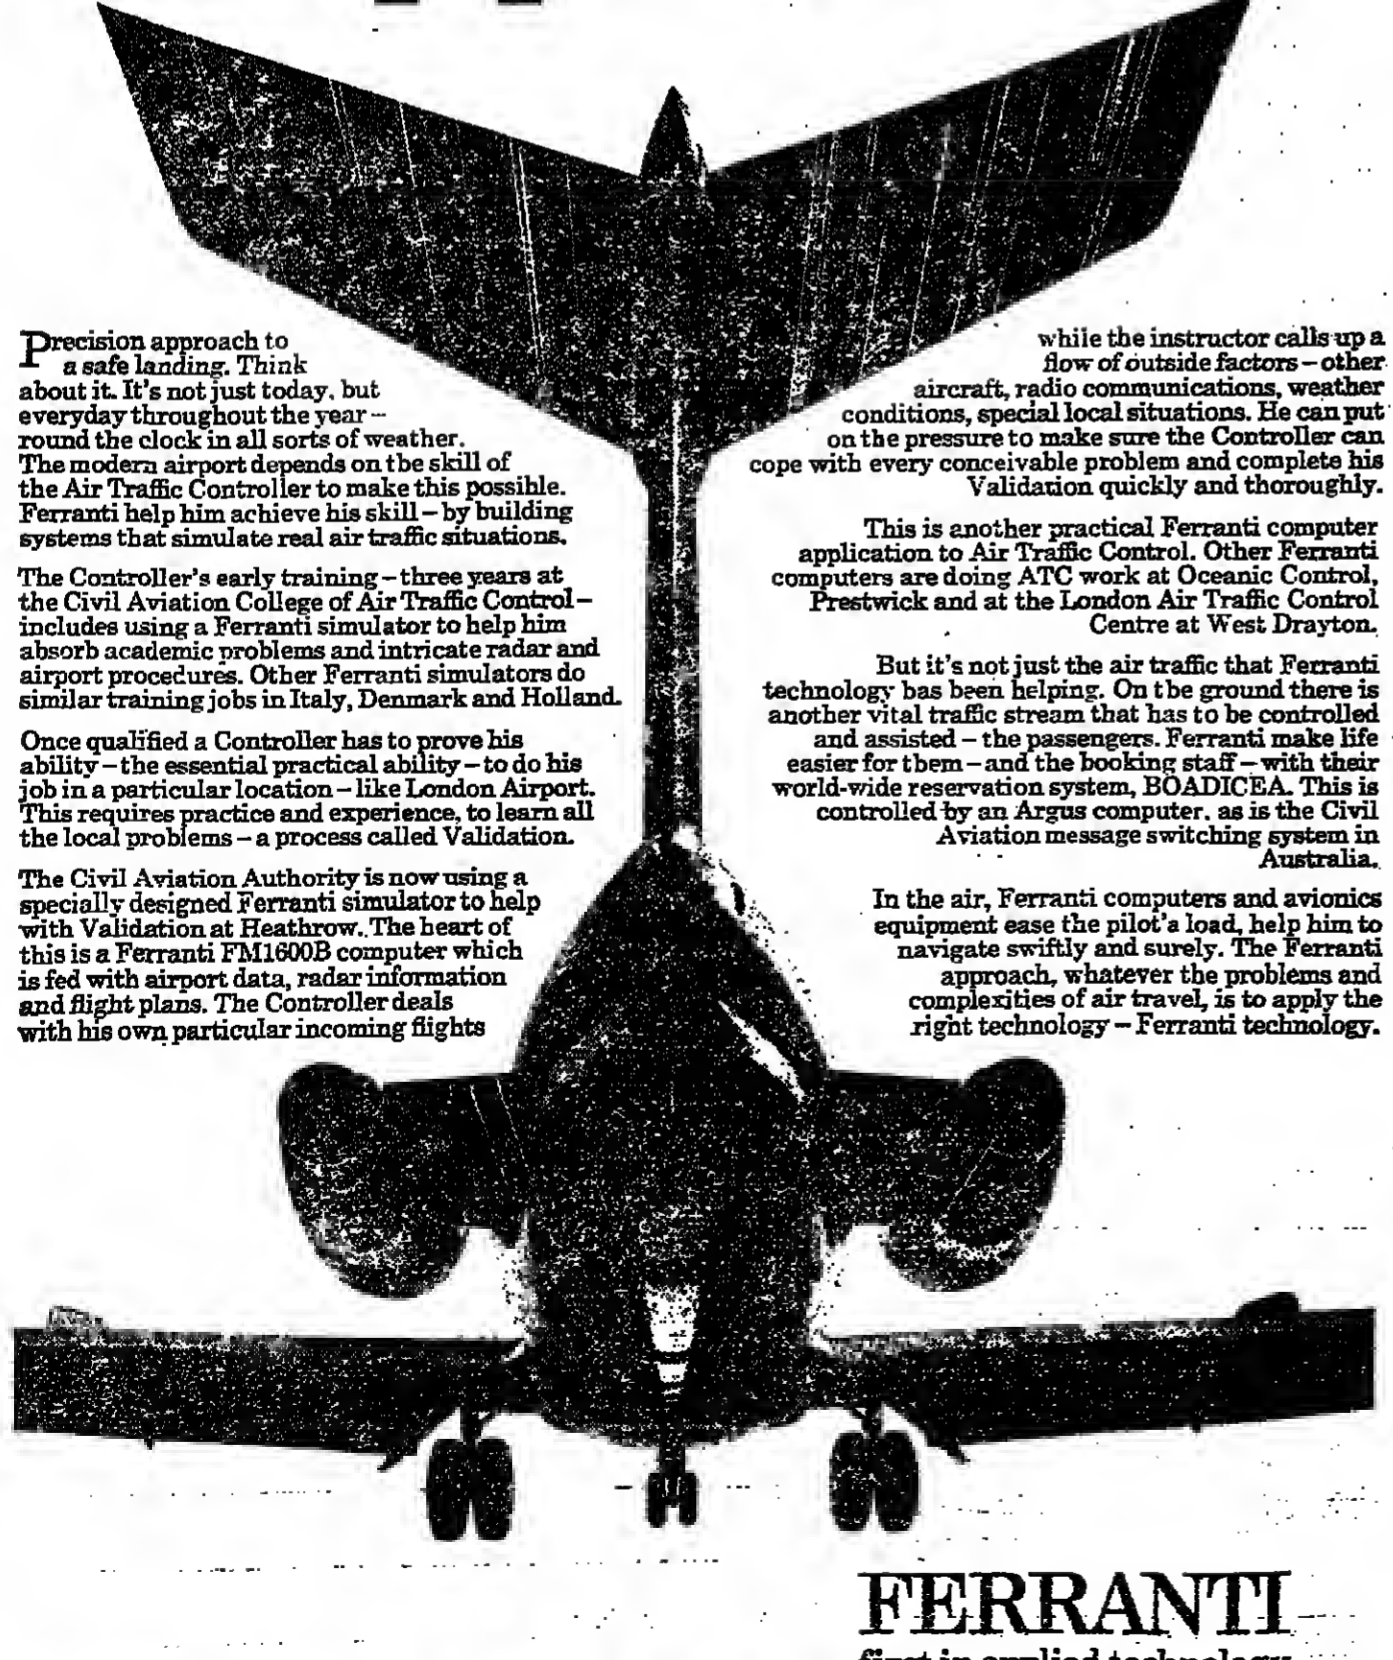 Precision approach to
a safe landing. Think
about it. It's not just today, but
everyday throughout the year –
round the clock in all sorts of weather.
The modern airport depends on the skill of
the Air Traffic Controller to make this possible.
Ferranti help him achieve his skill – by building
systems that simulate real air traffic situations.
The Controller's early training – three years at
the Civil Aviation College of Air Traffic Control –
includes using a Ferranti simulator to help him
absorb academic problems and intricate radar and
airport procedures. Other Ferranti simulators do
similar training jobs in Italy, Denmark and Holland.
Once qualified a Controller has to prove his
ability – the essential practical ability – to do his
job in a particular location – like London Airport.
This requires practice and experience, to learn all
the local problems – a process called Validation.
The Civil Aviation Authority is now using a
specially designed Ferranti simulator to help
with Validation at Heathrow. The heart of
this is a Ferranti FM1600B computer which
is fed with airport data, radar information
and flight plans. The Controller deals
with his own particular incoming flights
while the instructor calls up a
flow of outside factors – other
aircraft, radio communications, weather
conditions, special local situations. He can put
on the pressure to make sure the Controller can
cope with every conceivable problem and complete his
Validation quickly and thoroughly.
This is another practical Ferranti computer
application to Air Traffic Control. Other Ferranti
computers are doing ATC work at Oceanic Control,
Prestwick and at the London Air Traffic Control
Centre at West Drayton.
But it's not just the air traffic that Ferranti
technology has been helping. On the ground there is
another vital traffic stream that has to be controlled
and assisted – the passengers. Ferranti make life
easier for them – and the booking staff – with their
world-wide reservation system, BOADICEA. This is
controlled by an Argus computer, as is the Civil
Aviation message switching system in
Australia.
In the air, Ferranti computers and avionics
equipment ease the pilot's load, help him to
navigate swiftly and surely. The Ferranti
approach, whatever the problems and
complexities of air travel, is to apply the
right technology – Ferranti technology.
FERRANTI
first in applied technology